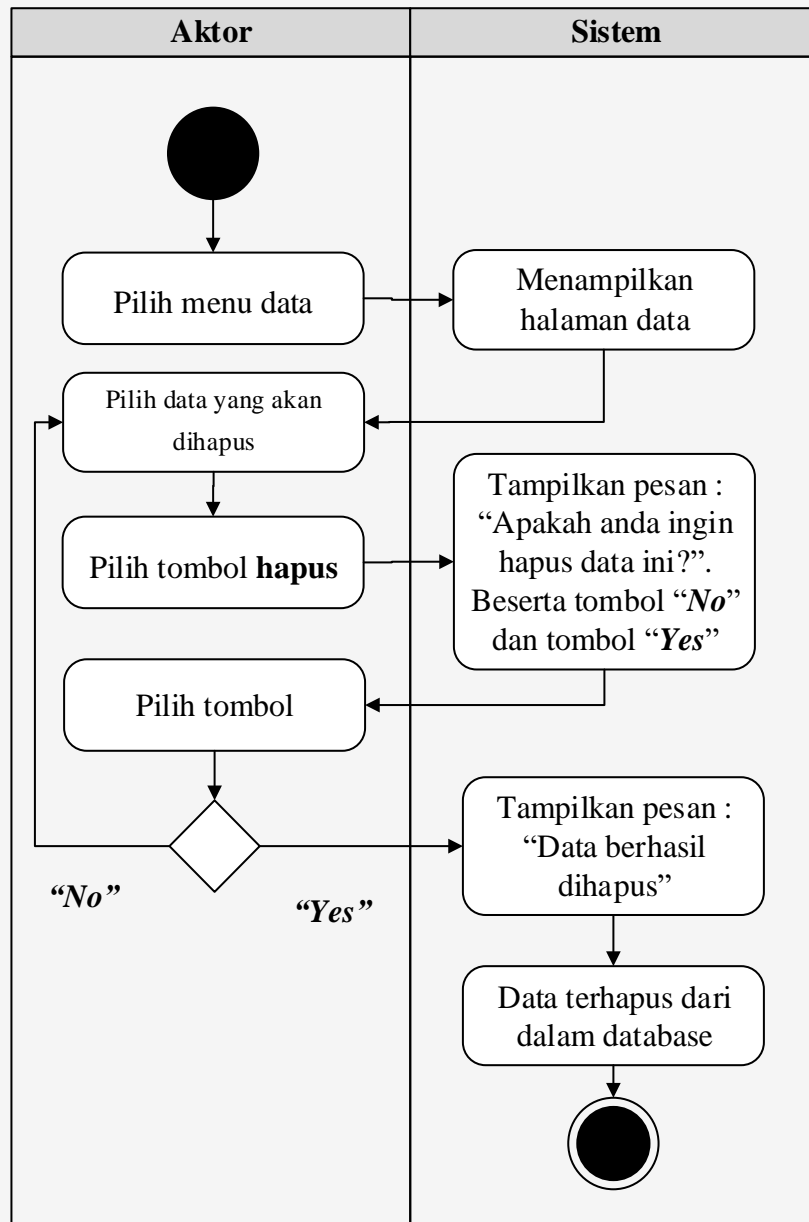 Aktor
Sistem
Pilih menu data
Menampilkan
halaman data
Pilih data yang akan
dihapus
Pilih tombol hapus
Tampilkan pesan :
“Apakah anda ingin
hapus data ini?”.
Beserta tombol “No”
dan tombol “Yes”
Pilih tombol
“No”
“Yes”
Tampilkan pesan :
“Data berhasil
dihapus”
Data terhapus dari
dalam database